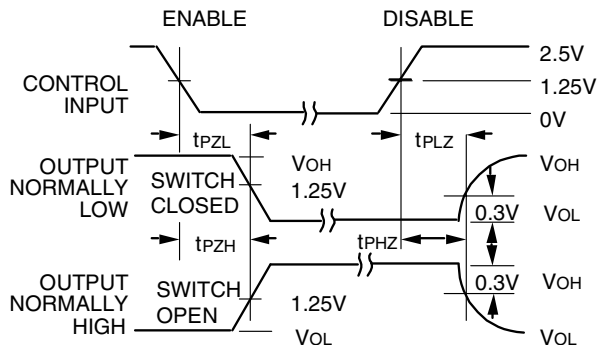 ENABLE
DISABLE
CONTROL
INPUT
2.5V
1.25V
0V
tPZL
tPLZ
OUTPUT
NORMALLY
LOW
SWITCH
CLOSED
VOH
1.25V
VOH
0.3V
VOL
tPZH
tPHZ
OUTPUT
NORMALLY
HIGH
SWITCH
OPEN
1.25V
VOL
0.3V
VOH
VOL